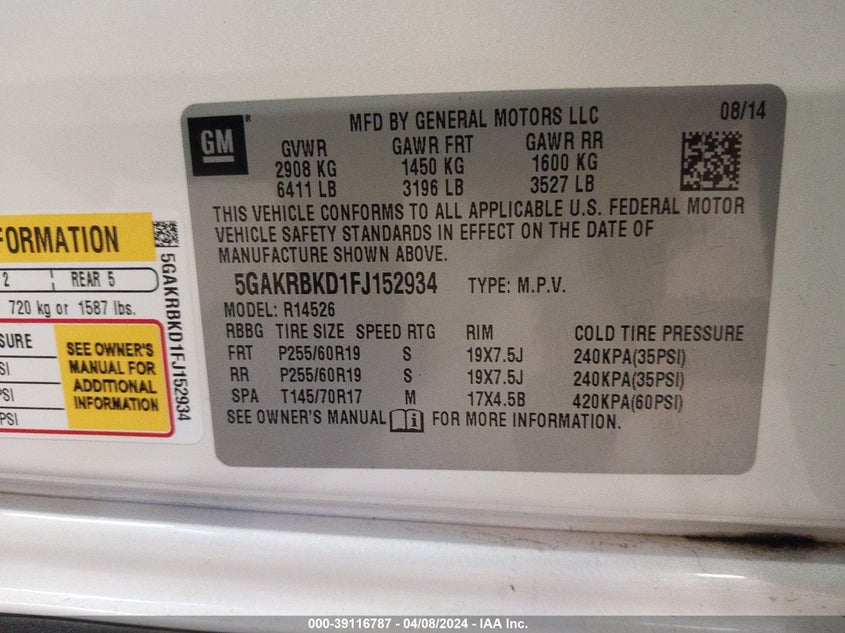 GM ®
MFD BY GENERAL MOTORS LLC 08/14
GVWR GAWR FRT GAWR RR
2908 KG 1450 KG 1600 KG
6411 LB 3196 LB 3527 LB
THIS VEHICLE CONFORMS TO ALL APPLICABLE U.S. FEDERAL MOTOR
VEHICLE SAFETY STANDARDS IN EFFECT ON THE DATE OF
MANUFACTURE SHOWN ABOVE.
5GAKRBKD1FJ152934 TYPE: M.P.V.
MODEL: R14526
RBBG TIRE SIZE SPEED RTG RIM COLD TIRE PRESSURE
FRT P255/60R19 S 19X7.5J 240KPA(35PSI)
RR P255/60R19 S 19X7.5J 240KPA(35PSI)
SPA T145/70R17 M 17X4.5B 420KPA(60PSI)
SEE OWNER'S MANUAL FOR MORE INFORMATION.
FORMATION
2 REAR 5
720 kg or 1587 lbs.
SURE
SI
PSI
PSI
SEE OWNER'S
MANUAL FOR
ADDITIONAL
INFORMATION
5GAKRBKD1FJ152934
000-39116787 - 04/08/2024 - IAA Inc.